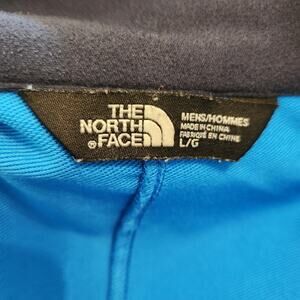 THE
NORTH
FACE®
MENS/HOMMES
MADE IN CHINA
FABRIQUÉ EN CHINE
L/G